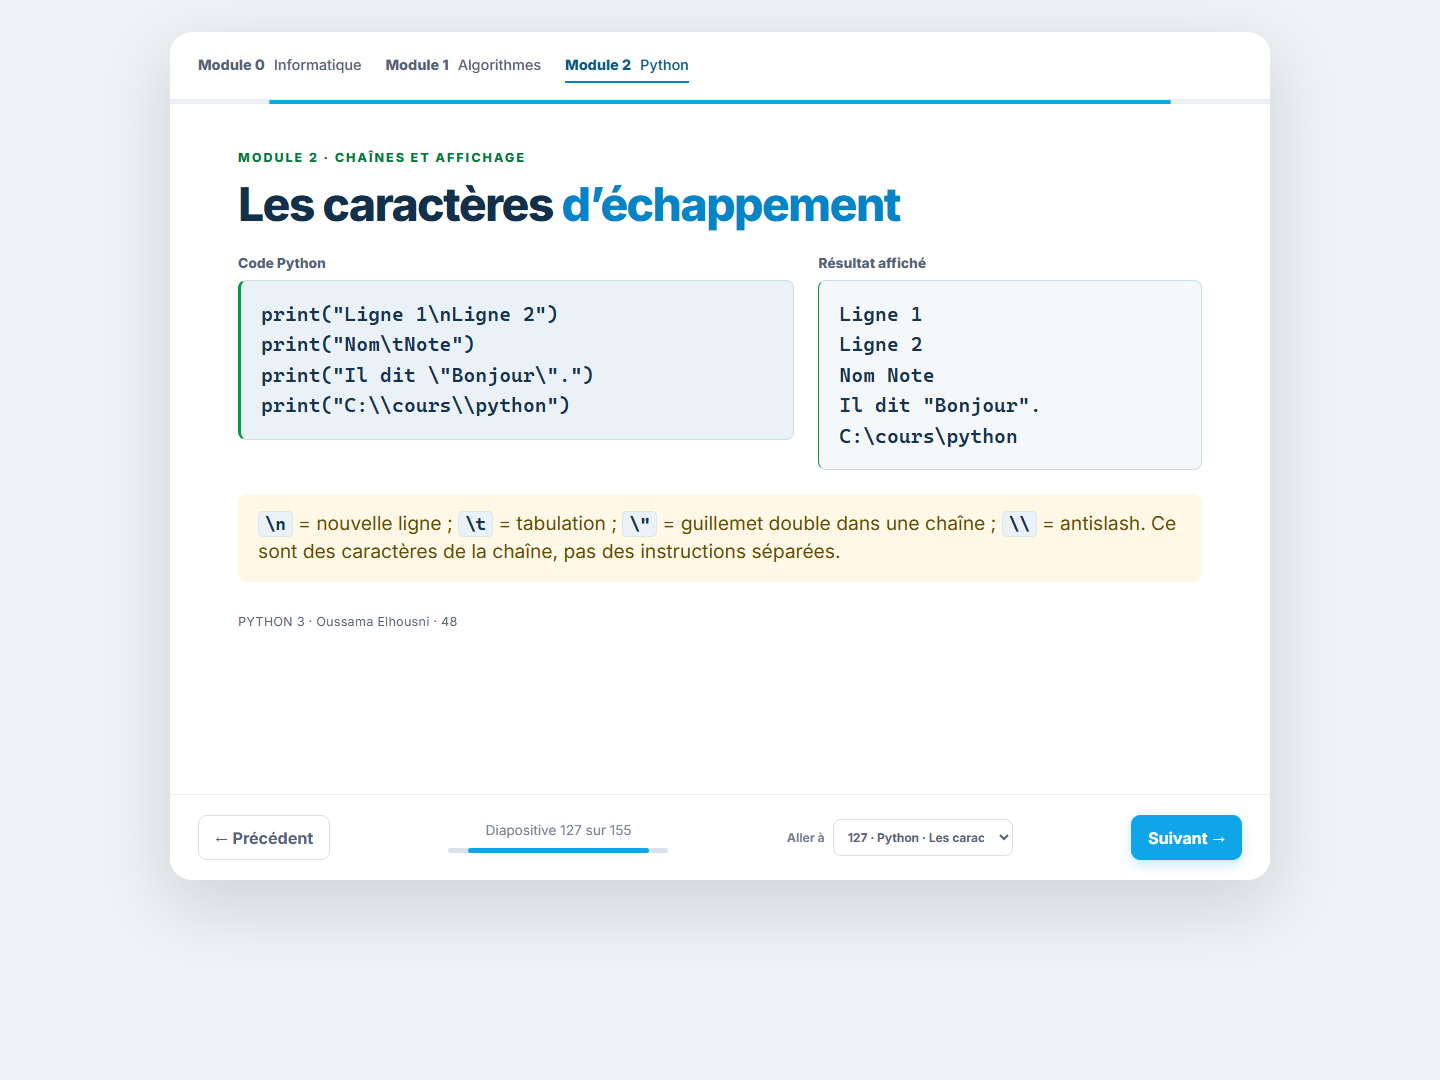 Module 0 Informatique Module 1 Algorithmes Module 2 Python
MODULE 2 · CHAÎNES ET AFFICHAGE
Les caractères d’échappement
Code Python
print("Ligne 1\nLigne 2")
print("Nom\tNote")
print("Il dit \"Bonjour\".")
print("C:\\cours\\python")
Résultat affiché
Ligne 1
Ligne 2
Nom Note
Il dit "Bonjour".
C:\cours\python
\n = nouvelle ligne ; \t = tabulation ; \" = guillemet double dans une chaîne ; \\ = antislash. Ce
sont des caractères de la chaîne, pas des instructions séparées.
PYTHON 3 · Oussama Elhousni · 48
← Précédent
Diapositive 127 sur 155
Aller à 127 · Python · Les carac
Suivant →